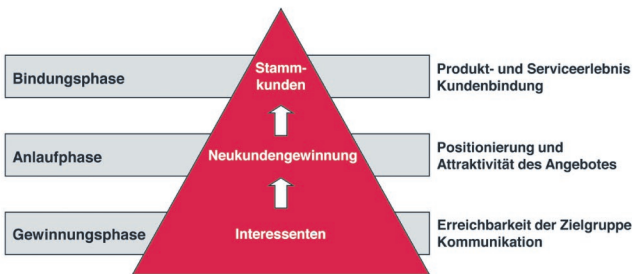 Bindungsphase
Stamm-
kunden
Produkt- und Serviceerlebnis
Kundenbindung
Anlaufphase
Neukundengewinnung
Positionierung und
Attraktivität des Angebotes
Gewinnungsphase
Interessenten
Erreichbarkeit der Zielgruppe
Kommunikation